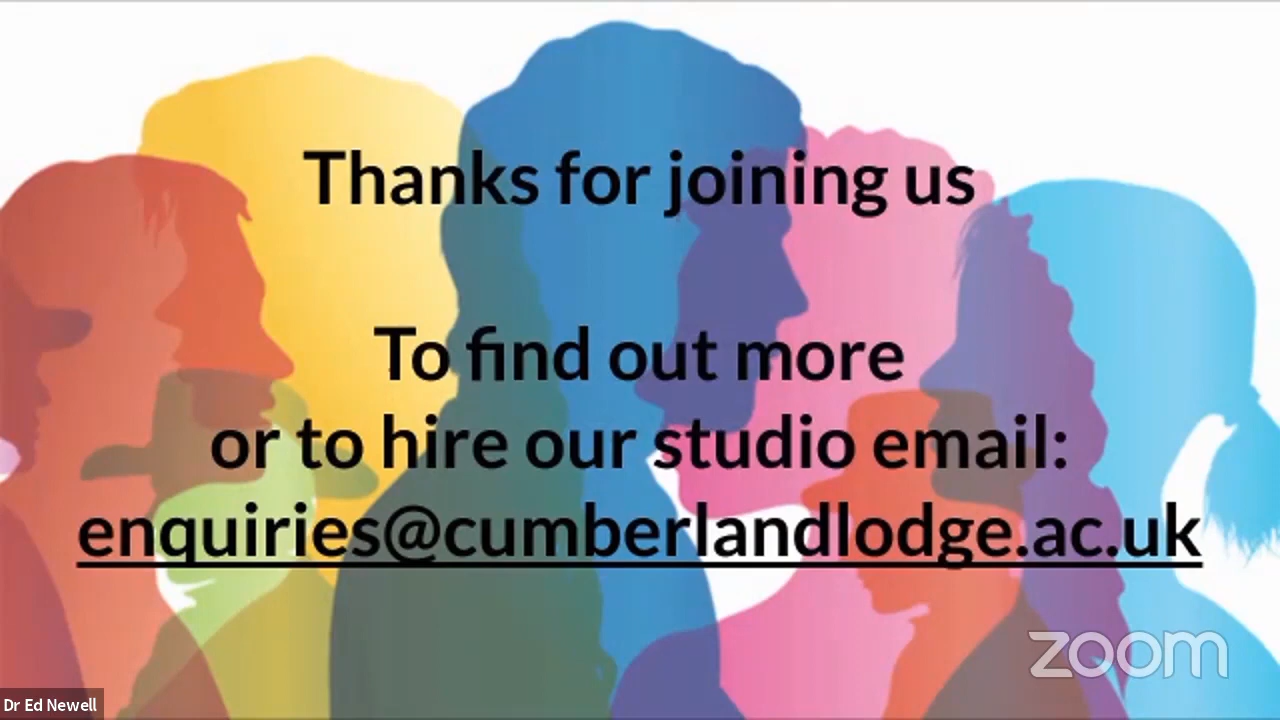 Thanks for joining us
To find out more
or to hire our studio email:
enquiries@cumberlandlodge.ac.uk
zoom
Dr Ed Newell